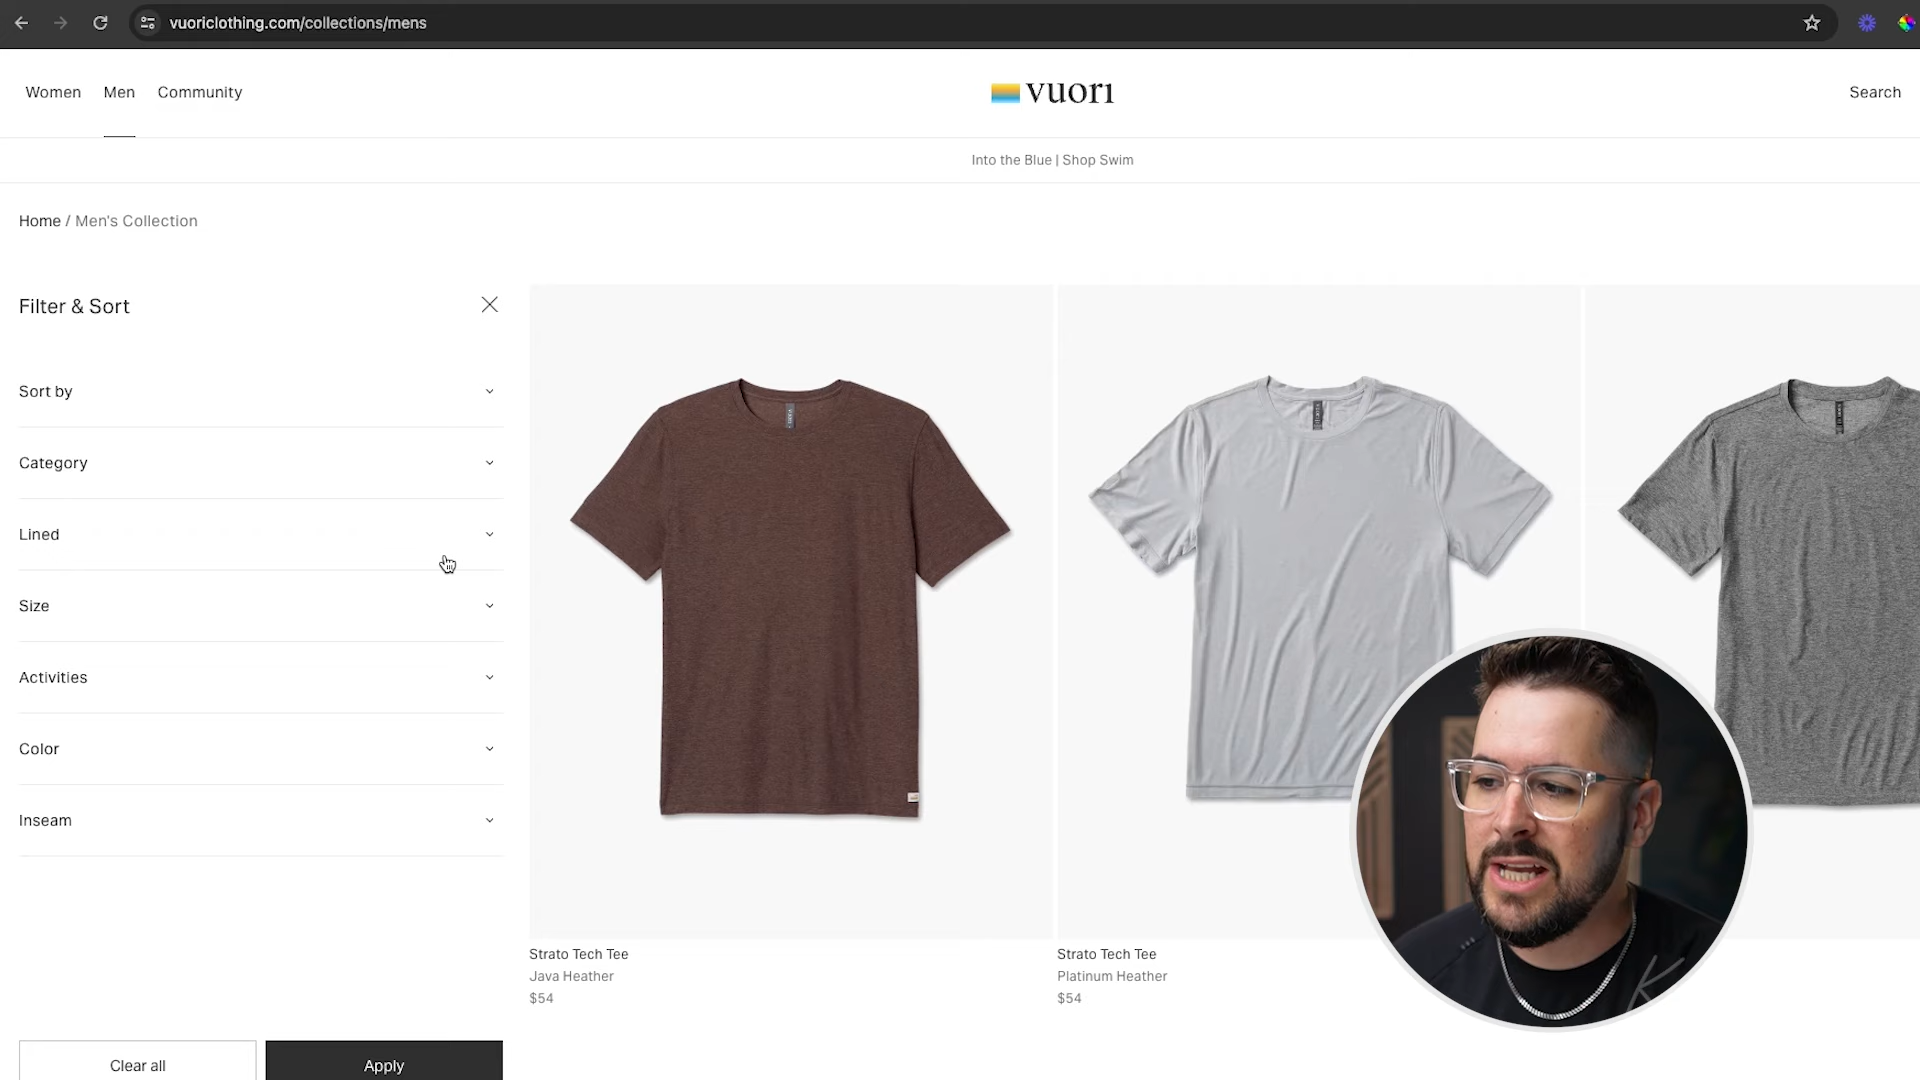 vuoriclothing.com/collections/mens
Women Men Community
vuori
Search
Into the Blue | Shop Swim
Home / Men's Collection
Filter & Sort
Sort by
Category
Lined
Size
Activities
Color
Inseam
Clear all
Apply
Strato Tech Tee
Java Heather
$54
Strato Tech Tee
Platinum Heather
$54